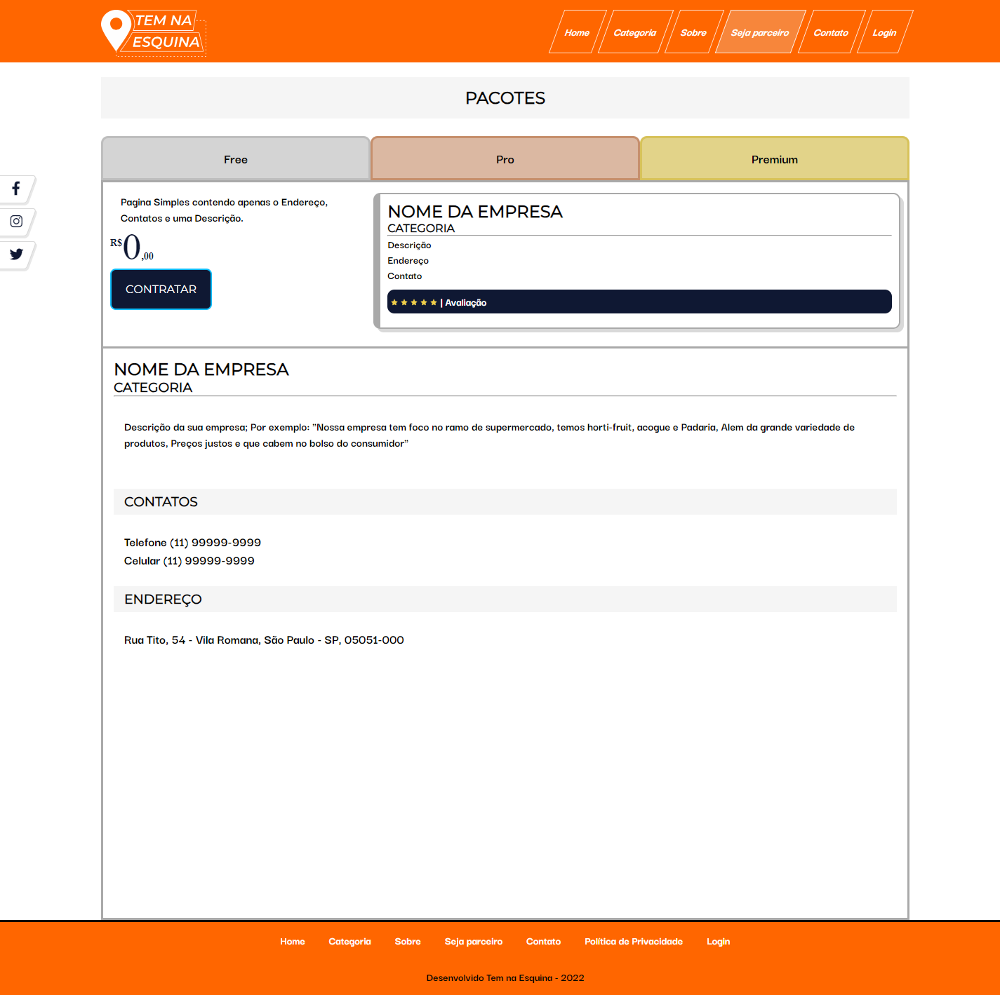 TEM NA
ESQUINA
Home
Categoria
Sobre
Seja parceiro
Contato
Login
PACOTES
Free
Pro
Premium
Pagina Simples contendo apenas o Endereço,
Contatos e uma Descrição.
R$0,00
CONTRATAR
NOME DA EMPRESA
CATEGORIA
Descrição
Endereço
Contato
| Avaliação
NOME DA EMPRESA
CATEGORIA
Descrição da sua empresa; Por exemplo: "Nossa empresa tem foco no ramo de supermercado, temos horti-fruit, acogue e Padaria, Alem da grande variedade de
produtos, Preços justos e que cabem no bolso do consumidor"
CONTATOS
Telefone (11) 99999-9999
Celular (11) 99999-9999
ENDEREÇO
Rua Tito, 54 - Vila Romana, São Paulo - SP, 05051-000
Home
Categoria
Sobre
Seja parceiro
Contato
Política de Privacidade
Login
Desenvolvido Tem na Esquina - 2022